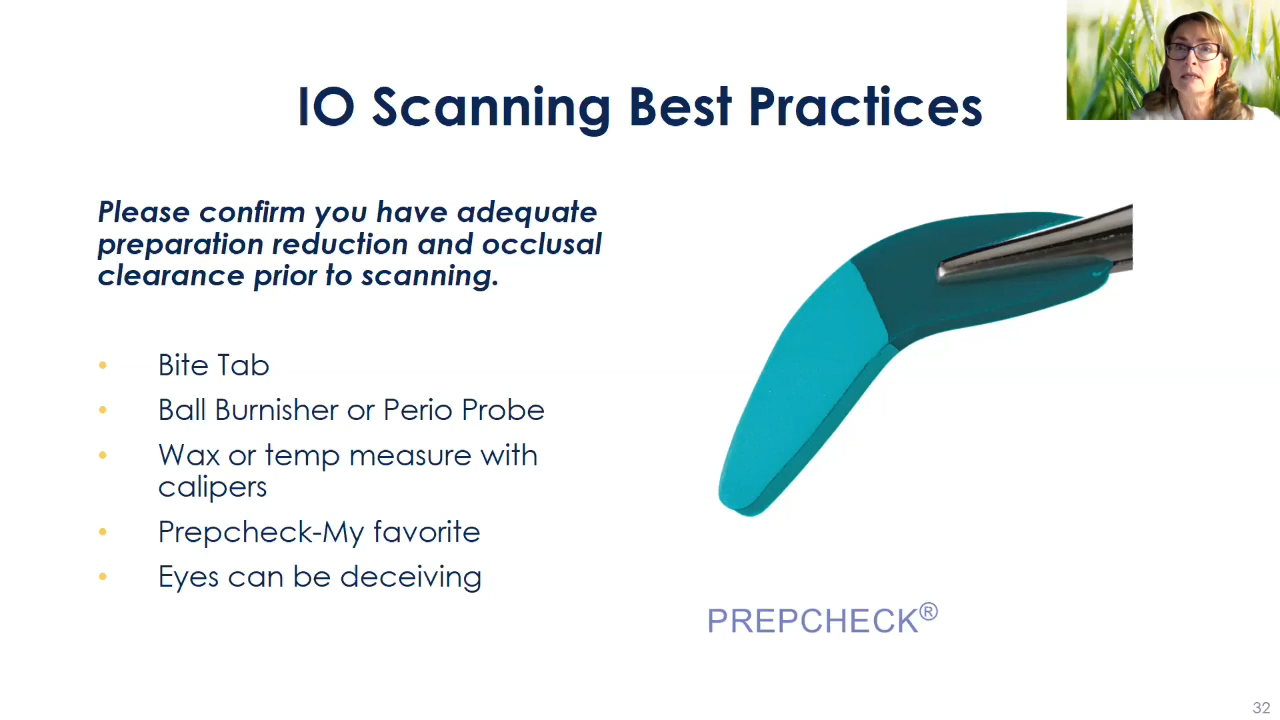 IO Scanning Best Practices
Please confirm you have adequate
preparation reduction and occlusal
clearance prior to scanning.
• Bite Tab
• Ball Burnisher or Perio Probe
• Wax or temp measure with
calipers
• Prepcheck-My favorite
• Eyes can be deceiving
PREPCHECK®
32